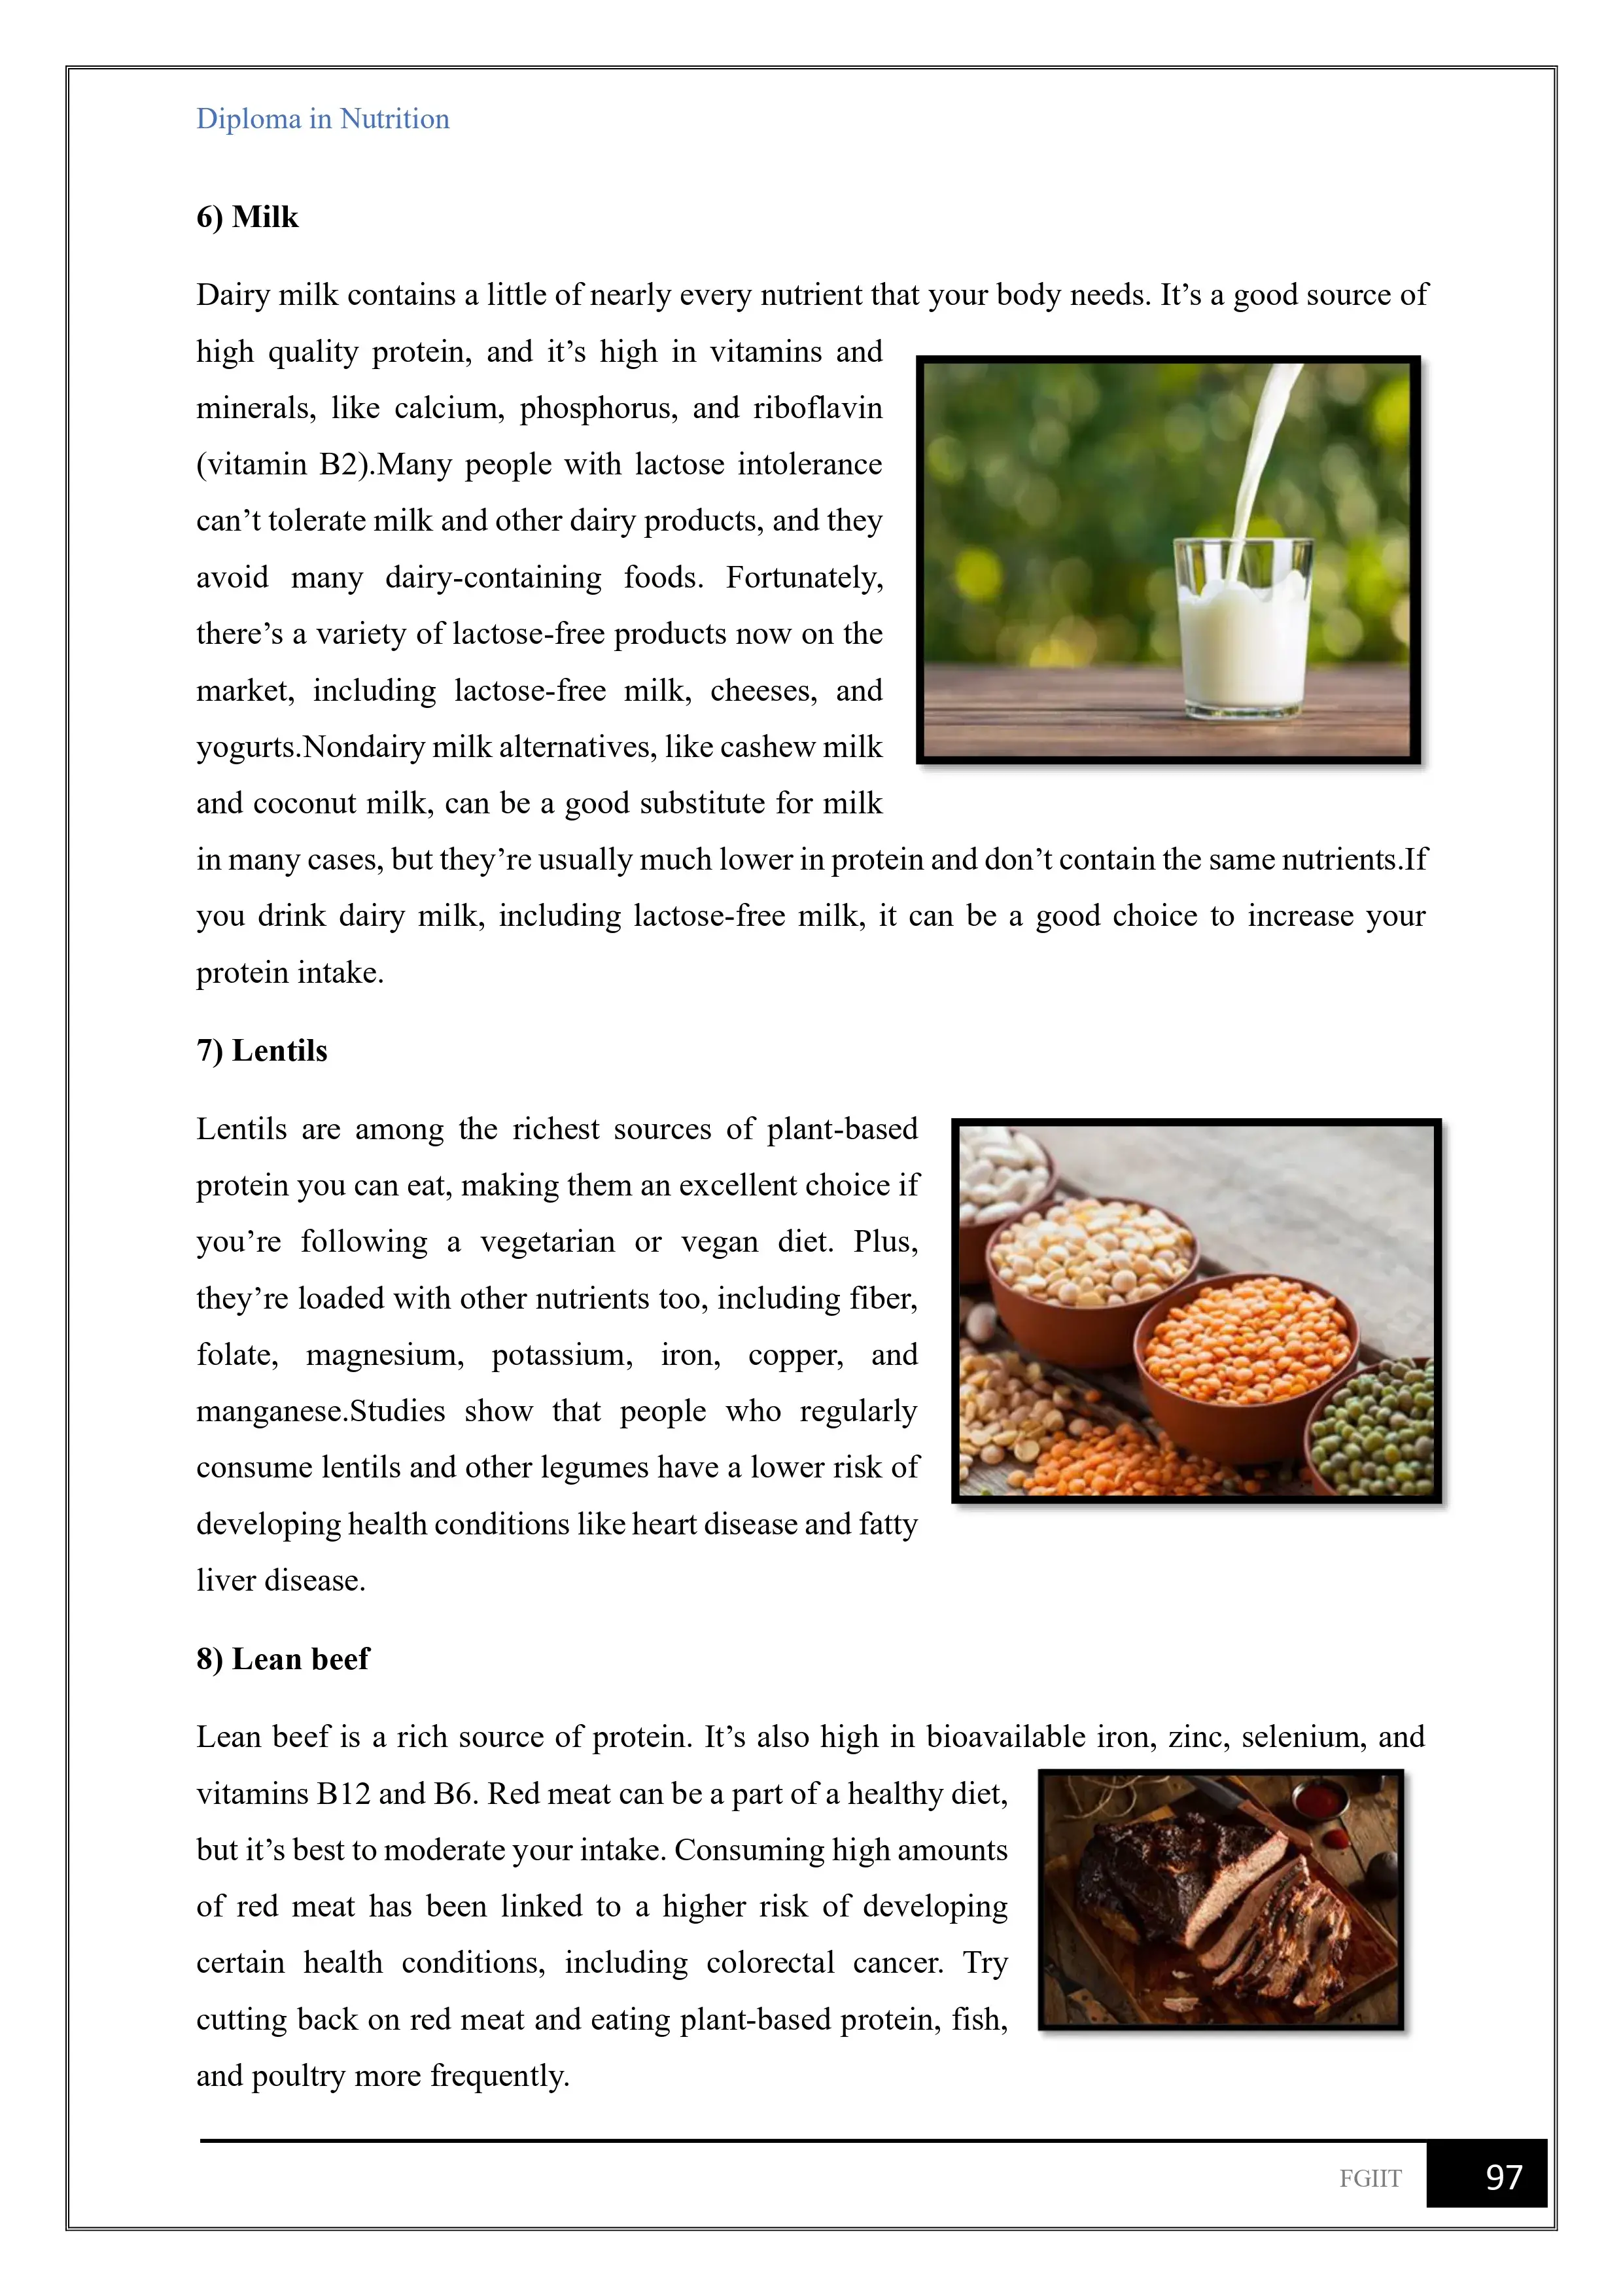 Diploma in Nutrition
6) Milk
Dairy milk contains a little of nearly every nutrient that your body needs. It’s a good source of
high quality protein, and it’s high in vitamins and
minerals, like calcium, phosphorus, and riboflavin
(vitamin B2).Many people with lactose intolerance
can’t tolerate milk and other dairy products, and they
avoid many dairy-containing foods. Fortunately,
there’s a variety of lactose-free products now on the
market, including lactose-free milk, cheeses, and
yogurts.Nondairy milk alternatives, like cashew milk
and coconut milk, can be a good substitute for milk
in many cases, but they’re usually much lower in protein and don’t contain the same nutrients.If
you drink dairy milk, including lactose-free milk, it can be a good choice to increase your
protein intake.
7) Lentils
Lentils are among the richest sources of plant-based
protein you can eat, making them an excellent choice if
you’re following a vegetarian or vegan diet. Plus,
they’re loaded with other nutrients too, including fiber,
folate, magnesium, potassium, iron, copper, and
manganese.Studies show that people who regularly
consume lentils and other legumes have a lower risk of
developing health conditions like heart disease and fatty
liver disease.
8) Lean beef
Lean beef is a rich source of protein. It’s also high in bioavailable iron, zinc, selenium, and
vitamins B12 and B6. Red meat can be a part of a healthy diet,
but it’s best to moderate your intake. Consuming high amounts
of red meat has been linked to a higher risk of developing
certain health conditions, including colorectal cancer. Try
cutting back on red meat and eating plant-based protein, fish,
and poultry more frequently.
FGIIT 97